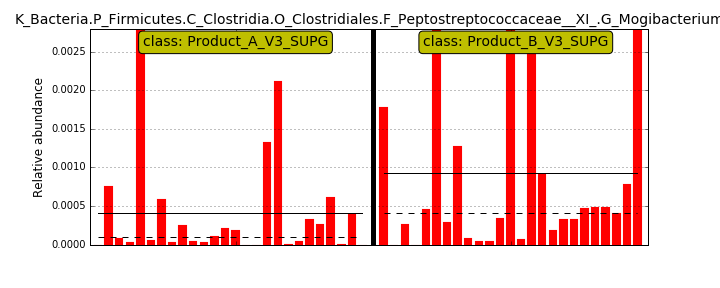 K_Bacteria.P_Firmicutes.C_Clostridia.O_Clostridiales.F_Peptostreptococcaceae__XI_.G_Mogibacterium
class: Product_A_V3_SUPG
class: Product_B_V3_SUPG
Relative abundance
0.0025
0.0020
0.0015
0.0010
0.0005
0.0000